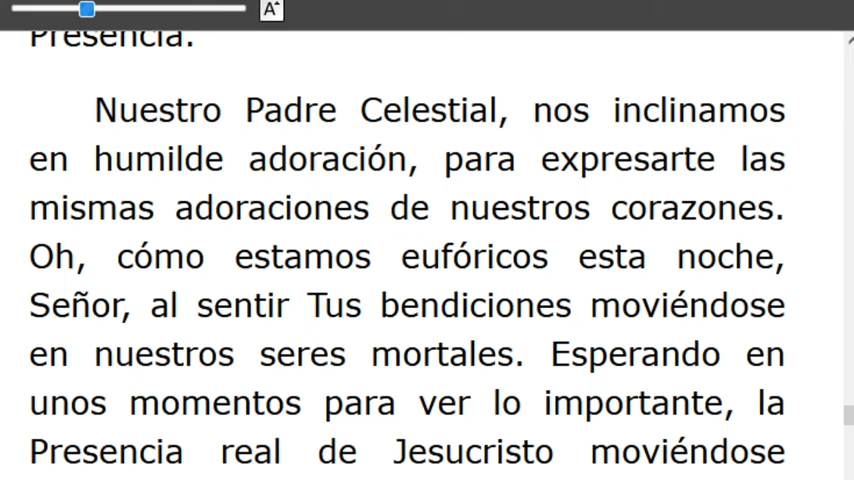 Presencia.
Nuestro Padre Celestial, nos inclinamos
en humilde adoración, para expresarte las
mismas adoraciones de nuestros corazones.
Oh, cómo estamos eufóricos esta noche,
Señor, al sentir Tus bendiciones moviéndose
en nuestros seres mortales. Esperando en
unos momentos para ver lo importante, la
Presencia real de Jesucristo moviéndose